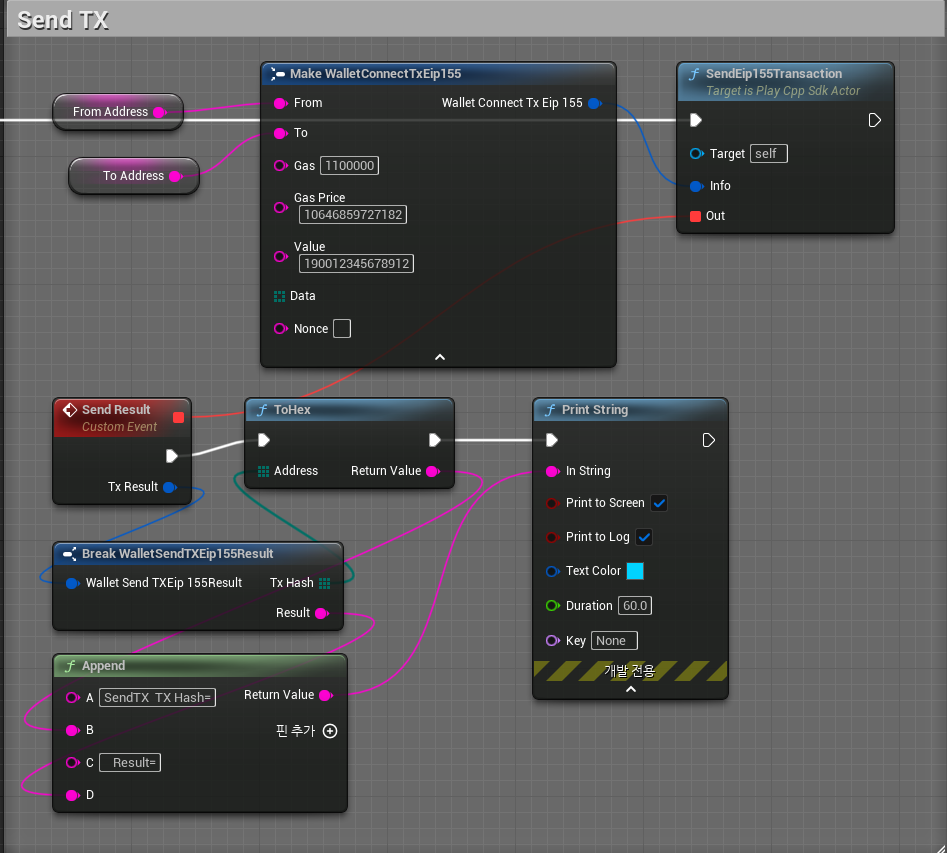 Send TX
Make WalletConnectTxEip155
From
Wallet Connect Tx Eip 155
To
Gas 1100000
Gas Price
10646859727182
Value
190012345678912
Data
Nonce
From Address
To Address
SendEip155Transaction
Target is Play Cpp Sdk Actor
Target self
Info
Out
Send Result
Custom Event
Tx Result
ToHex
Address
Return Value
Print String
In String
Print to Screen
Print to Log
Text Color
Duration 60.0
Key None
개발 전용
Break WalletSendTXEip155Result
Wallet Send TXEip 155Result
Tx Hash
Result
Append
A SendTX TX Hash=
Return Value
B
핀 추가
C Result=
D